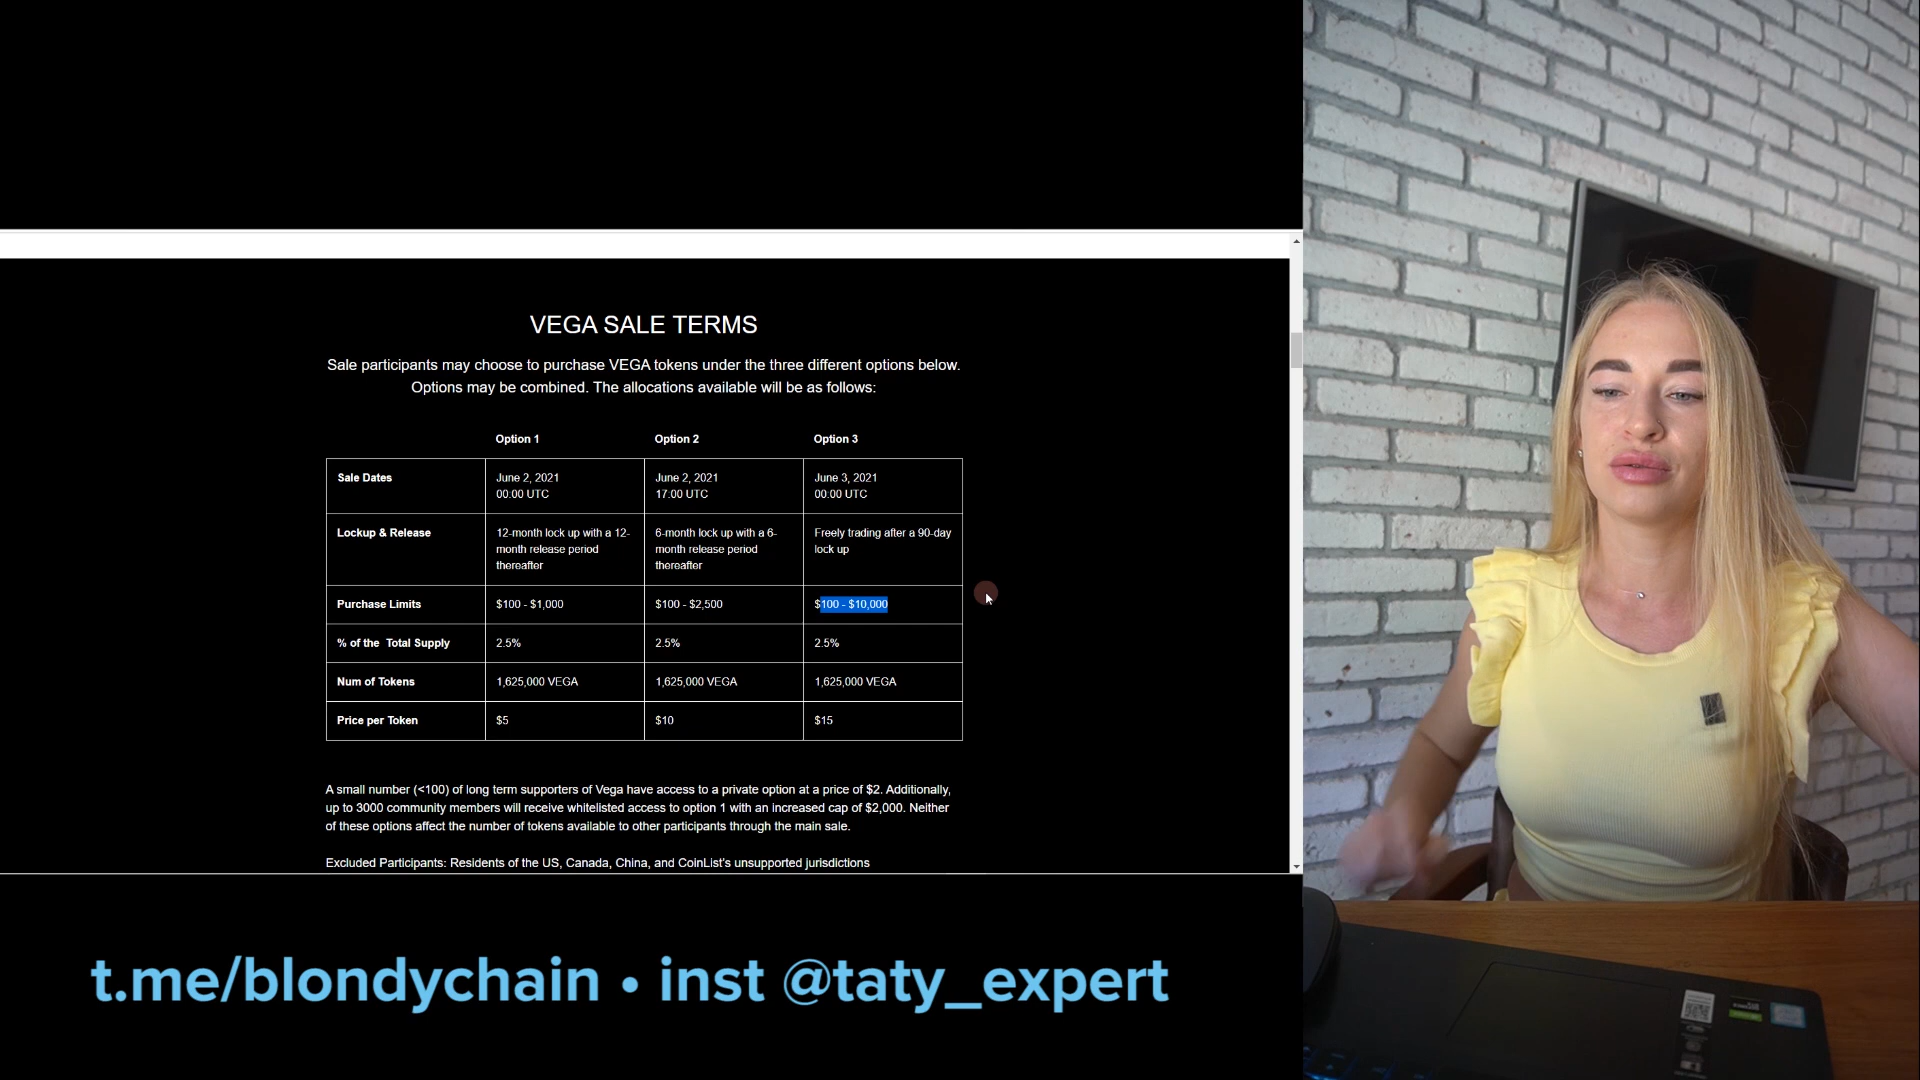 VEGA SALE TERMS
Sale participants may choose to purchase VEGA tokens under the three different options below.
Options may be combined. The allocations available will be as follows:
Option 1 Option 2 Option 3
Sale Dates June 2, 2021 00:00 UTC June 2, 2021 17:00 UTC June 3, 2021 00:00 UTC
Lockup & Release 12-month lock up with a 12-month release period thereafter 6-month lock up with a 6-month release period thereafter Freely trading after a 90-day lock up
Purchase Limits $100 - $1,000 $100 - $2,500 $100 - $10,000
% of the Total Supply 2.5% 2.5% 2.5%
Num of Tokens 1,625,000 VEGA 1,625,000 VEGA 1,625,000 VEGA
Price per Token $5 $10 $15
A small number (<100) of long term supporters of Vega have access to a private option at a price of $2. Additionally,
up to 3000 community members will receive whitelisted access to option 1 with an increased cap of $2,000. Neither
of these options affect the number of tokens available to other participants through the main sale.
Excluded Participants: Residents of the US, Canada, China, and CoinList's unsupported jurisdictions
t.me/blondychain • inst @taty_expert